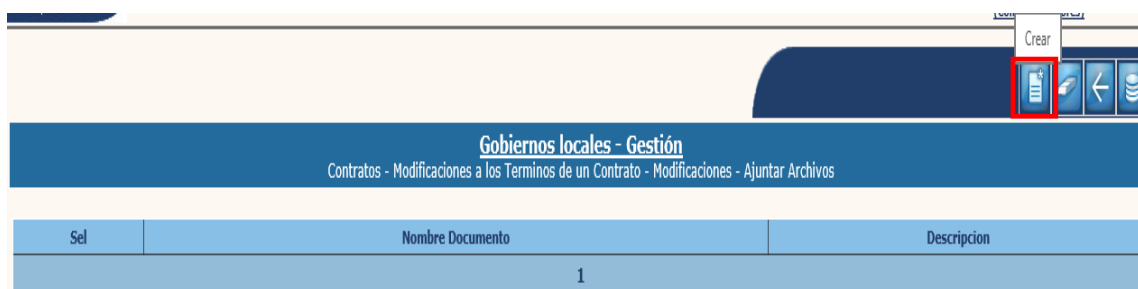 Crear
Gobiernos locales - Gestión
Contratos - Modificaciones a los Terminos de un Contrato - Modificaciones - Ajuntar Archivos
Sel Nombre Documento Descripcion
1